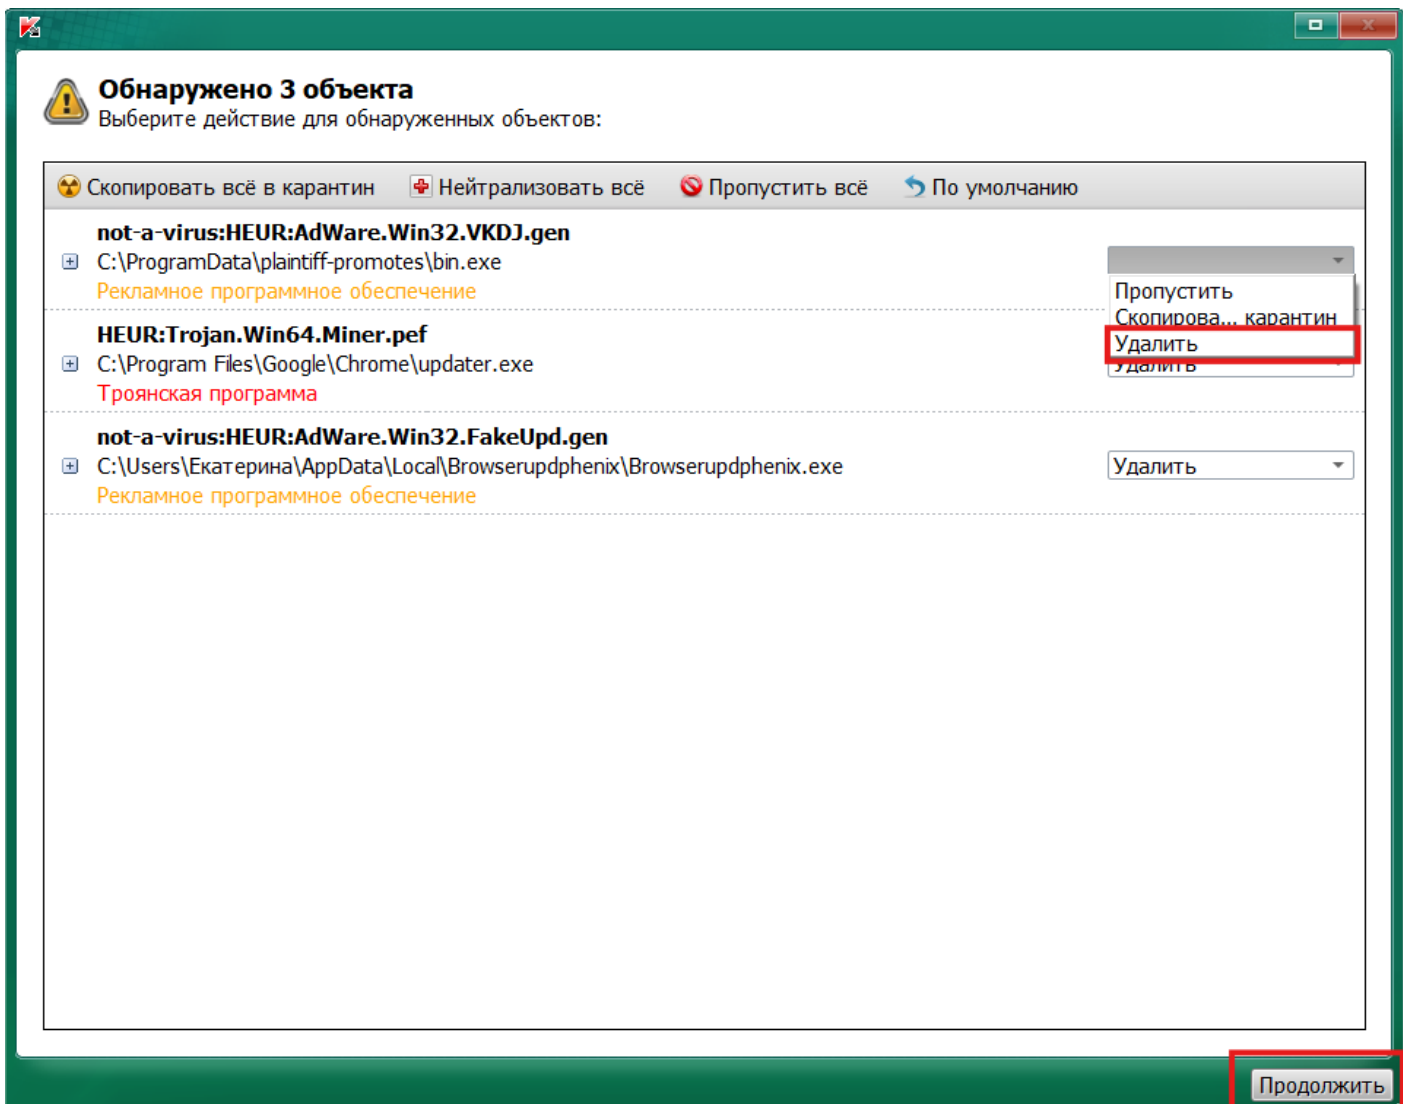 Обнаружено 3 объекта
Выберите действие для обнаруженных объектов:
Скопировать всё в карантин Нейтрализовать всё Пропустить всё По умолчанию
not-a-virus:HEUR:AdWare.Win32.VKDJ.gen
C:\ProgramData\plaintiff-promotes\bin.exe
Рекламное программное обеспечение
Пропустить
Скопирова... карантин
Удалить
HEUR:Trojan.Win64.Miner.pef
C:\Program Files\Google\Chrome\updater.exe
Удалить
Троянская программа
not-a-virus:HEUR:AdWare.Win32.FakeUpd.gen
C:\Users\Екатерина\AppData\Local\Browserupdphenix\Browserupdphenix.exe
Удалить
Рекламное программное обеспечение
Продолжить